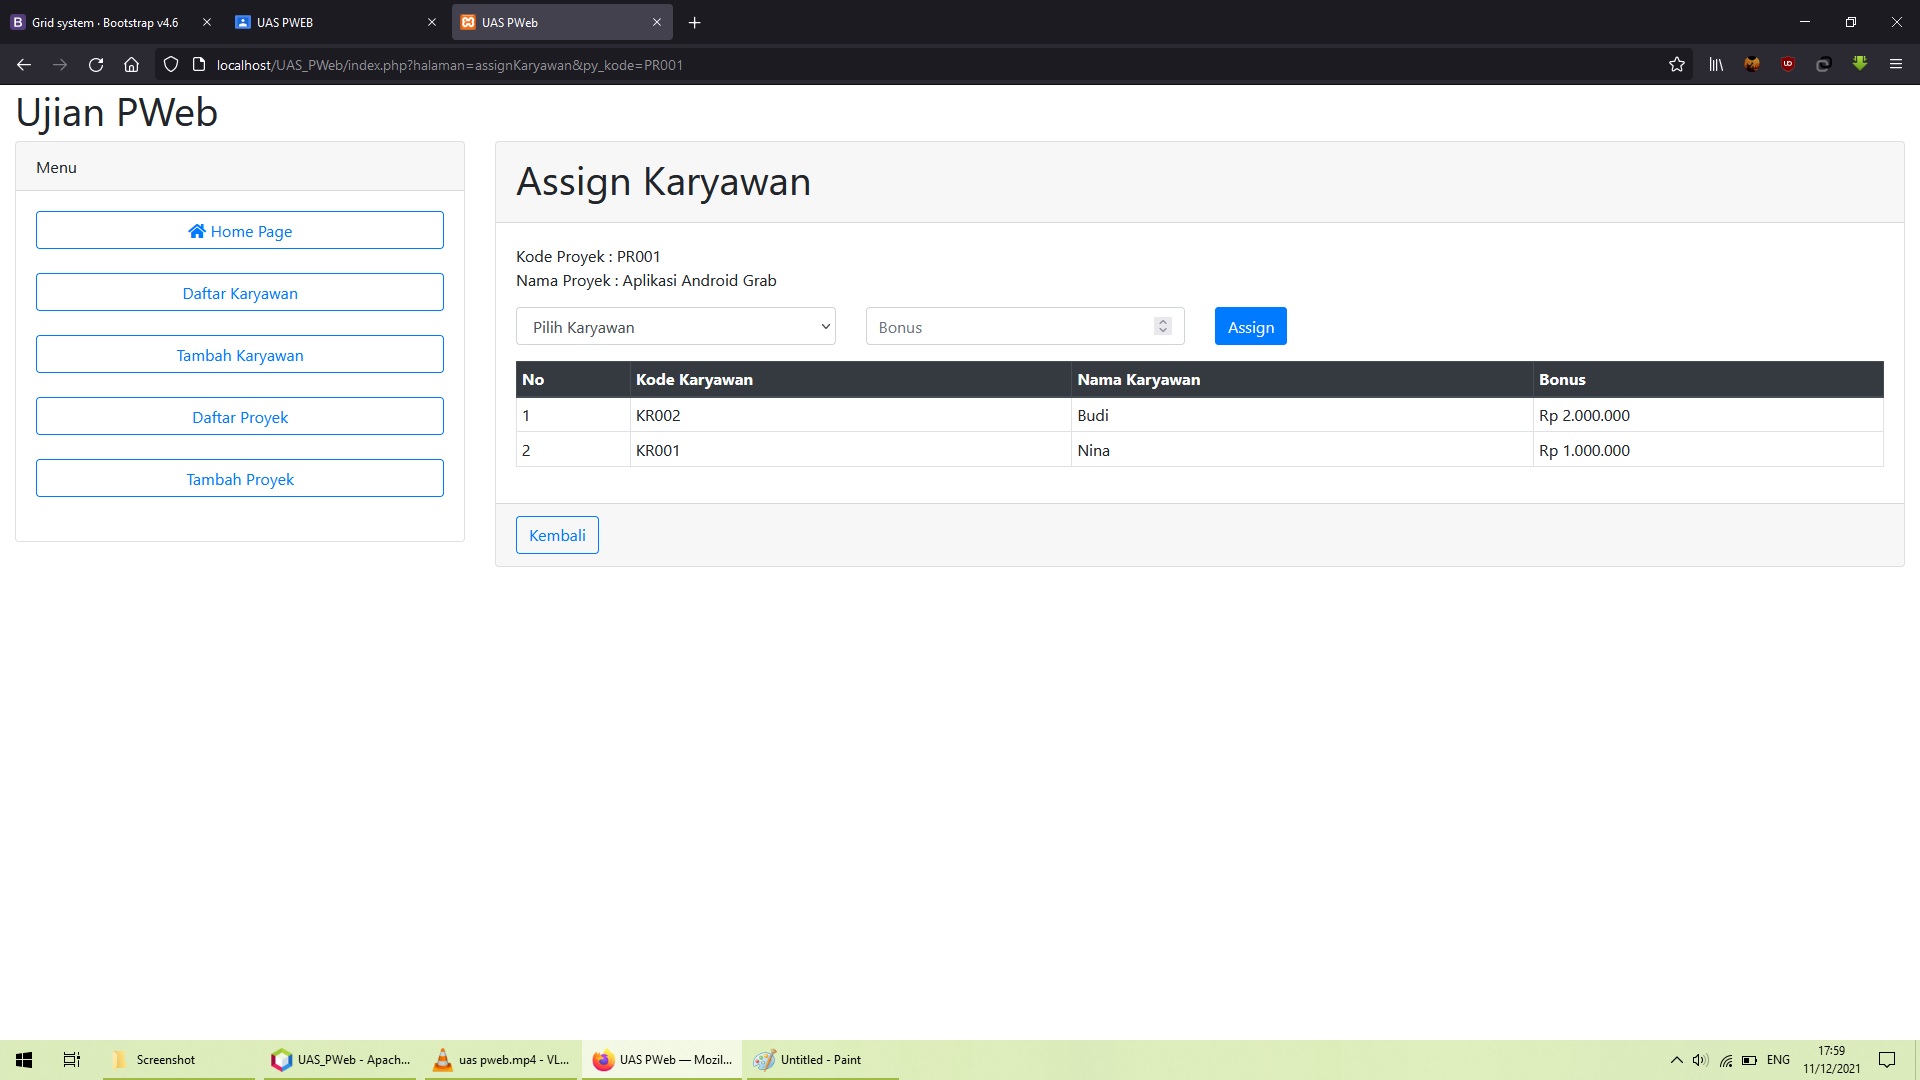 Grid system · Bootstrap v4.6
UAS PWEB
UAS PWeb
localhost/UAS_PWeb/index.php?halaman=assignKaryawan&py_kode=PR001
Ujian PWeb
Menu
Home Page
Daftar Karyawan
Tambah Karyawan
Daftar Proyek
Tambah Proyek
Assign Karyawan
Kode Proyek : PR001
Nama Proyek : Aplikasi Android Grab
Pilih Karyawan Bonus Assign
No Kode Karyawan Nama Karyawan Bonus
1 KR002 Budi Rp 2.000.000
2 KR001 Nina Rp 1.000.000
Kembali
Screenshot
UAS_PWeb - Apach...
uas pweb.mp4 - VL...
UAS PWeb — Mozil...
Untitled - Paint
ENG
17:59
11/12/2021